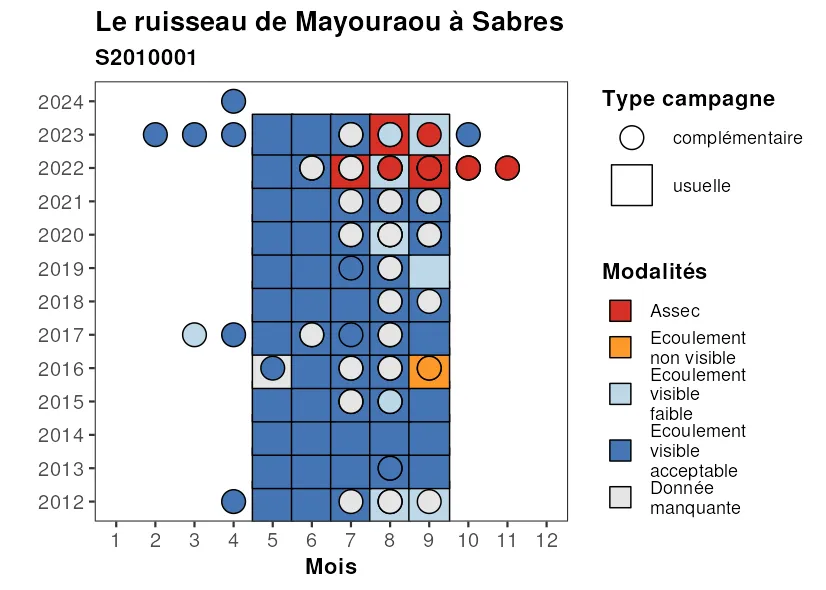 Le ruisseau de Mayouraou à Sabres
S2010001
2024
2023
2022
2021
2020
2019
2018
2017
2016
2015
2014
2013
2012
1 2 3 4 5 6 7 8 9 10 11 12
Mois
Type campagne
complémentaire
usuelle
Modalités
Assec
Ecoulement
non visible
Ecoulement
visible
faible
Ecoulement
visible
acceptable
Donnée
manquante